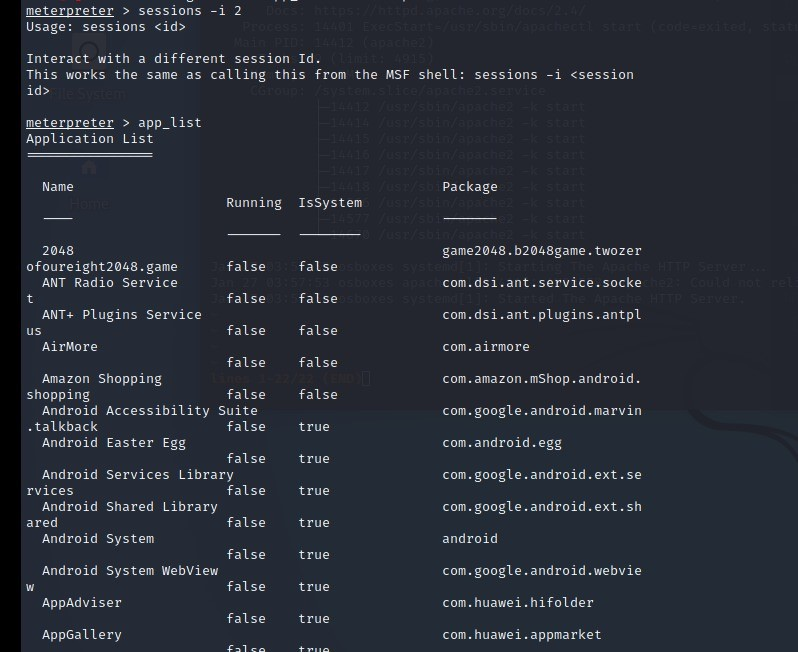 meterpreter > sessions -i 2
Usage: sessions <id>
Interact with a different session Id.
This works the same as calling this from the MSF shell: sessions -i <session
id>
meterpreter > app_list
Application List
================
Name Package
Running IsSystem
---- -------
------- --------
2048 game2048.b2048game.twozer
ofoureight2048.game false false
ANT Radio Service com.dsi.ant.service.socke
t false false
ANT+ Plugins Service com.dsi.ant.plugins.antpl
us false false
AirMore com.airmore
false false
Amazon Shopping com.amazon.mShop.android.
shopping false false
Android Accessibility Suite com.google.android.marvin
.talkback false true
Android Easter Egg com.android.egg
false true
Android Services Library com.google.android.ext.se
rvices false true
Android Shared Library com.google.android.ext.sh
ared false true
Android System android
false true
Android System WebView com.google.android.webvie
w false true
AppAdviser com.huawei.hifolder
false true
AppGallery com.huawei.appmarket
false true